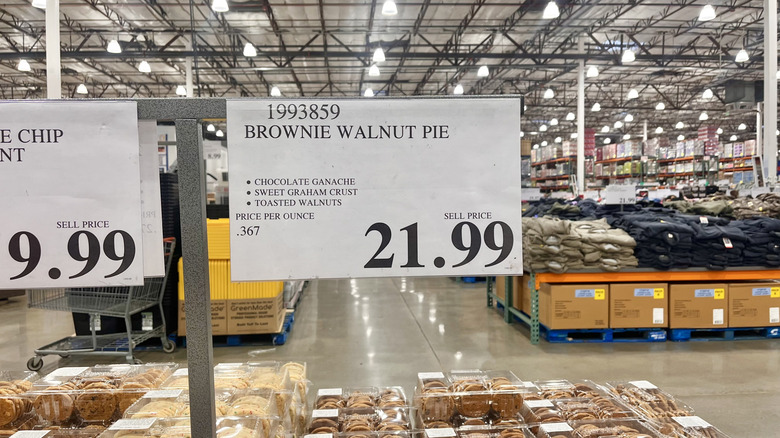 E CHIP
NT
SELL PRICE
9.99
1993859
BROWNIE WALNUT PIE
• CHOCOLATE GANACHE
• SWEET GRAHAM CRUST
• TOASTED WALNUTS
PRICE PER OUNCE
.367
SELL PRICE
21.99
GreenMode